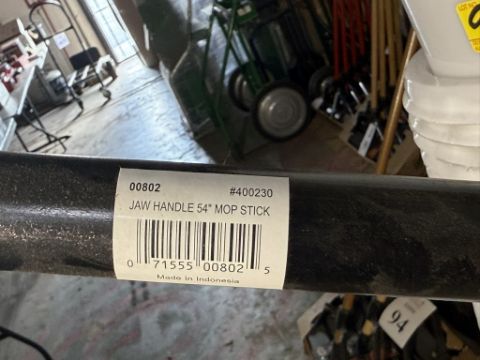 00802 #400230
JAW HANDLE 54" MOP STICK
0 71555 00802 5
Made in Indonesia
94